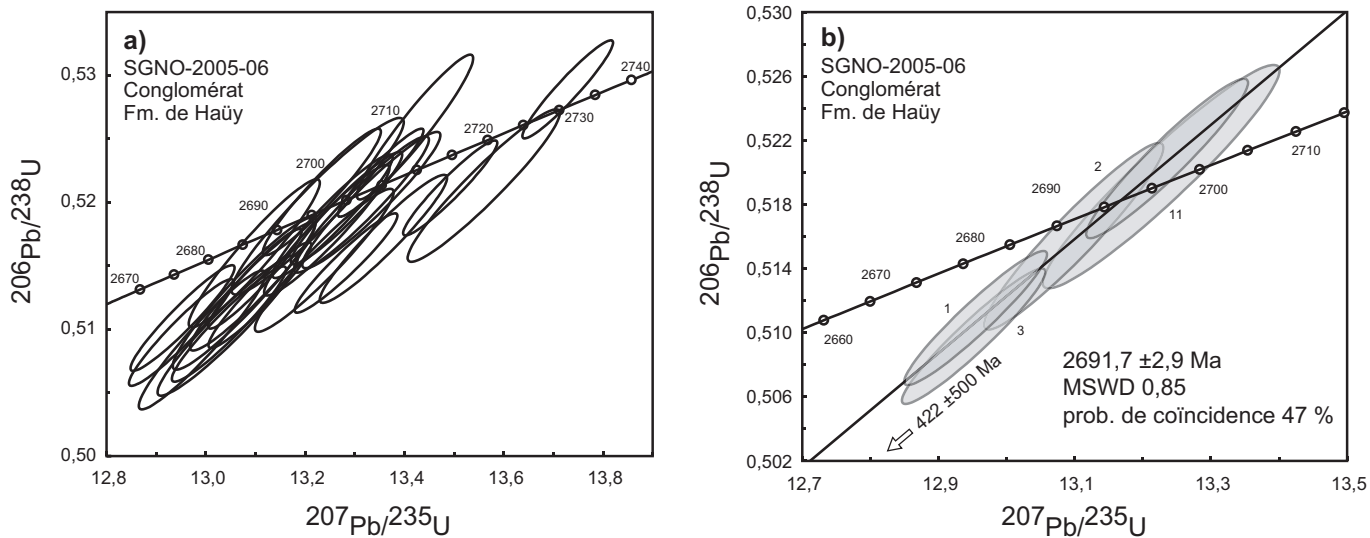 a)
SGNO-2005-06
Conglomérat
Fm. de Haüy
0,53
0,52
0,51
0,50
206Pb/238U
2670
2680
2690
2700
2710
2720
2730
2740
12,8
13,0
13,2
13,4
13,6
13,8
207Pb/235U
b)
SGNO-2005-06
Conglomérat
Fm. de Haüy
0,530
0,526
0,522
0,518
0,514
0,510
0,506
0,502
206Pb/238U
2660
2670
2680
2690
2700
2710
1
2
3
11
422 ±500 Ma
2691,7 ±2,9 Ma
MSWD 0,85
prob. de coïncidence 47 %
12,7
12,9
13,1
13,3
13,5
207Pb/235U